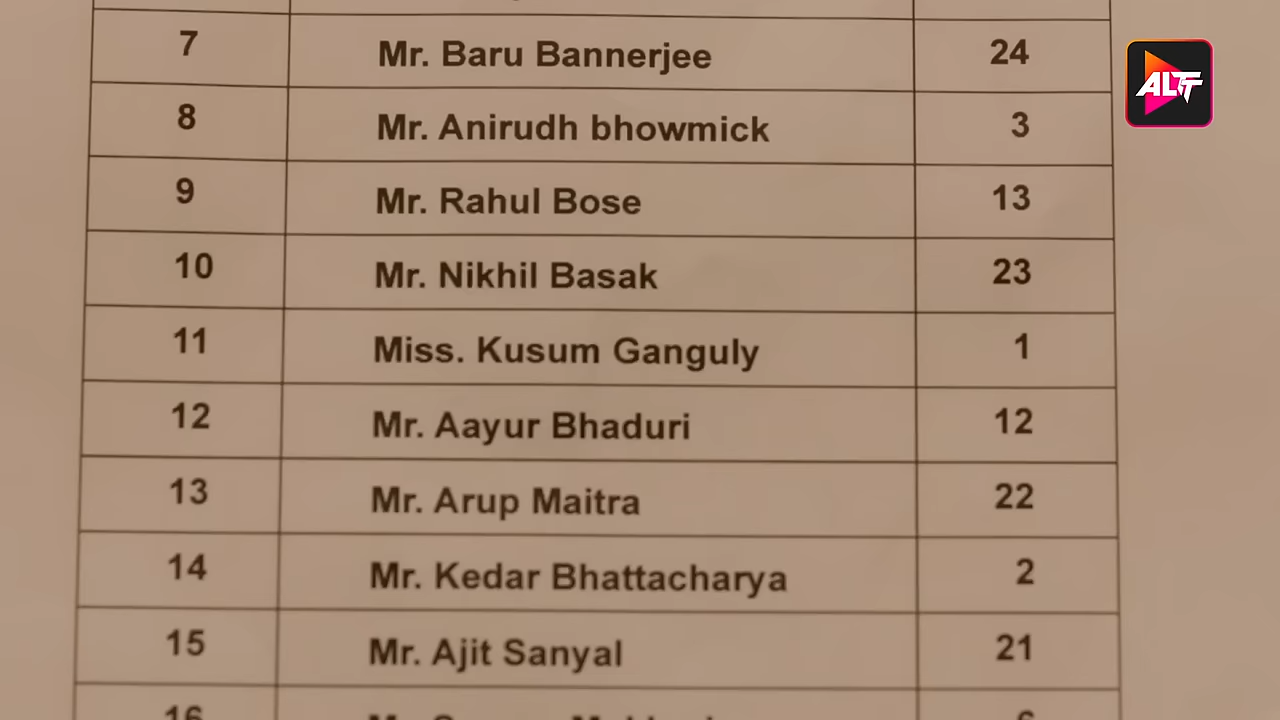 7 Mr. Baru Bannerjee 24
ALTT
8 Mr. Anirudh bhowmick 3
9 Mr. Rahul Bose 13
10 Mr. Nikhil Basak 23
11 Miss. Kusum Ganguly 1
12 Mr. Aayur Bhaduri 12
13 Mr. Arup Maitra 22
14 Mr. Kedar Bhattacharya 2
15 Mr. Ajit Sanyal 21
16